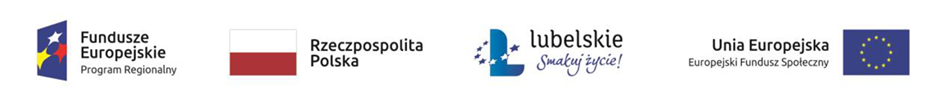 Fundusze
Europejskie
Program Regionalny
Rzeczpospolita
Polska
lubelskie
Smakuj życie!
Unia Europejska
Europejski Fundusz Społeczny